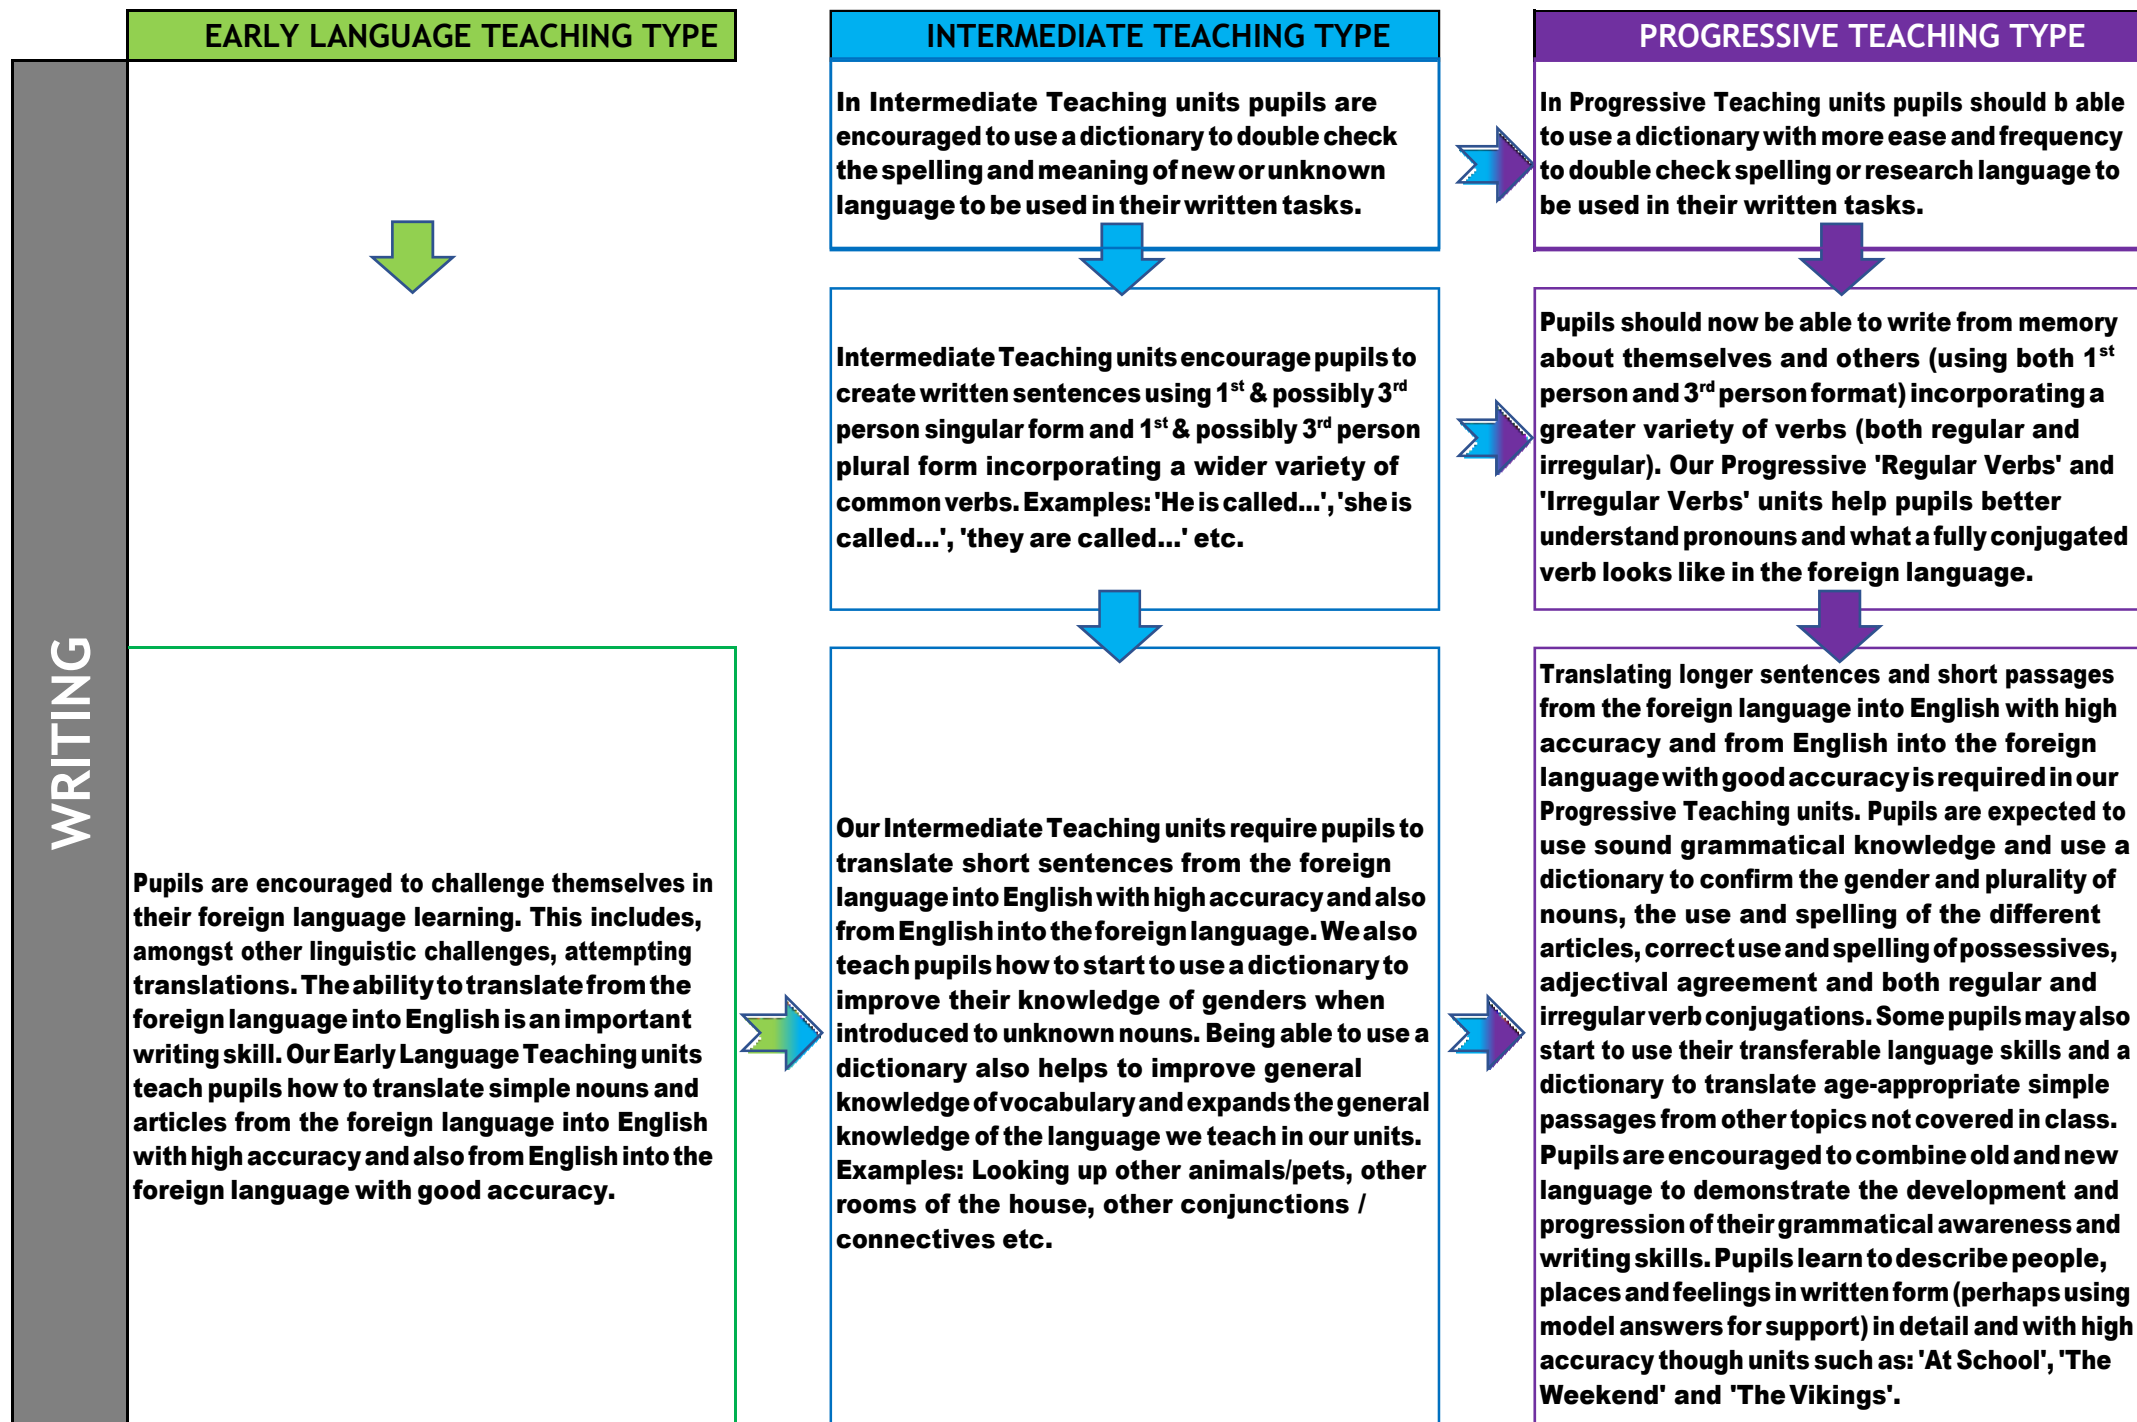 EARLY LANGUAGE TEACHING TYPE
INTERMEDIATE TEACHING TYPE
PROGRESSIVE TEACHING TYPE
WRITING
In Intermediate Teaching units pupils are
encouraged to use a dictionary to double check
the spelling and meaning of new or unknown
language to be used in their written tasks.
In Progressive Teaching units pupils should b able
to use a dictionary with more ease and frequency
to double check spelling or research language to
be used in their written tasks.
Intermediate Teaching units encourage pupils to
create written sentences using 1st & possibly 3rd
person singular form and 1st & possibly 3rd person
plural form incorporating a wider variety of
common verbs. Examples: 'He is called...', 'she is
called...', 'they are called...' etc.
Pupils should now be able to write from memory
about themselves and others (using both 1st
person and 3rd person format) incorporating a
greater variety of verbs (both regular and
irregular). Our Progressive 'Regular Verbs' and
'Irregular Verbs' units help pupils better
understand pronouns and what a fully conjugated
verb looks like in the foreign language.
Pupils are encouraged to challenge themselves in
their foreign language learning. This includes,
amongst other linguistic challenges, attempting
translations. The ability to translate from the
foreign language into English is an important
writing skill. Our Early Language Teaching units
teach pupils how to translate simple nouns and
articles from the foreign language into English
with high accuracy and also from English into the
foreign language with good accuracy.
Our Intermediate Teaching units require pupils to
translate short sentences from the foreign
language into English with high accuracy and also
from English into the foreign language. We also
teach pupils how to start to use a dictionary to
improve their knowledge of genders when
introduced to unknown nouns. Being able to use a
dictionary also helps to improve general
knowledge of vocabulary and expands the general
knowledge of the language we teach in our units.
Examples: Looking up other animals/pets, other
rooms of the house, other conjunctions /
connectives etc.
Translating longer sentences and short passages
from the foreign language into English with high
accuracy and from English into the foreign
language with good accuracy is required in our
Progressive Teaching units. Pupils are expected to
use sound grammatical knowledge and use a
dictionary to confirm the gender and plurality of
nouns, the use and spelling of the different
articles, correct use and spelling of possessives,
adjectival agreement and both regular and
irregular verb conjugations. Some pupils may also
start to use their transferable language skills and a
dictionary to translate age-appropriate simple
passages from other topics not covered in class.
Pupils are encouraged to combine old and new
language to demonstrate the development and
progression of their grammatical awareness and
writing skills. Pupils learn to describe people,
places and feelings in written form (perhaps using
model answers for support) in detail and with high
accuracy though units such as: 'At School', 'The
Weekend' and 'The Vikings'.